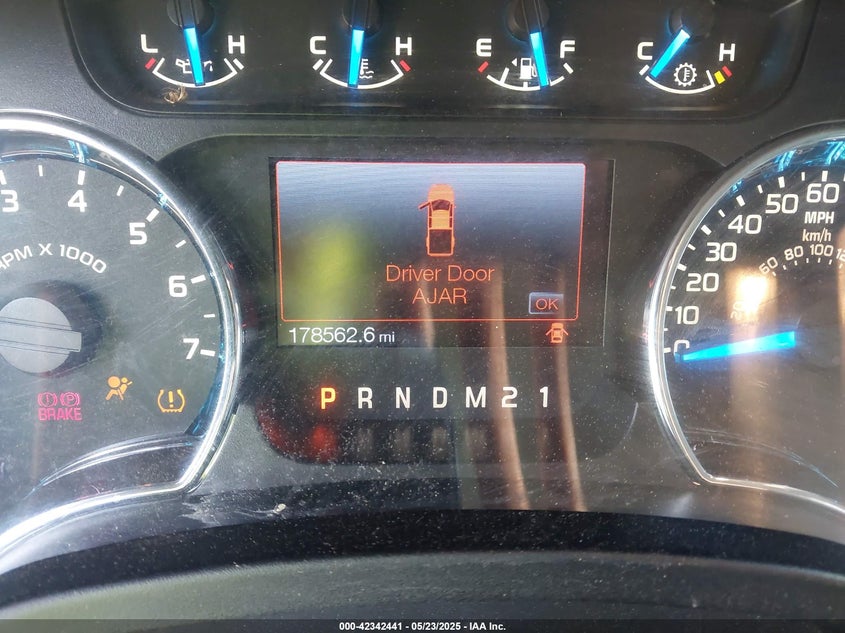 L H C H E F C H
3 4 5 6 7
RPM X 1000
BRAKE
Driver Door
AJAR
OK
178562.6 mi
P R N D M 2 1
0 10 20 30 40 50 60
MPH
km/h
60 80 100
000-42342441 - 05/23/2025 - IAA Inc.